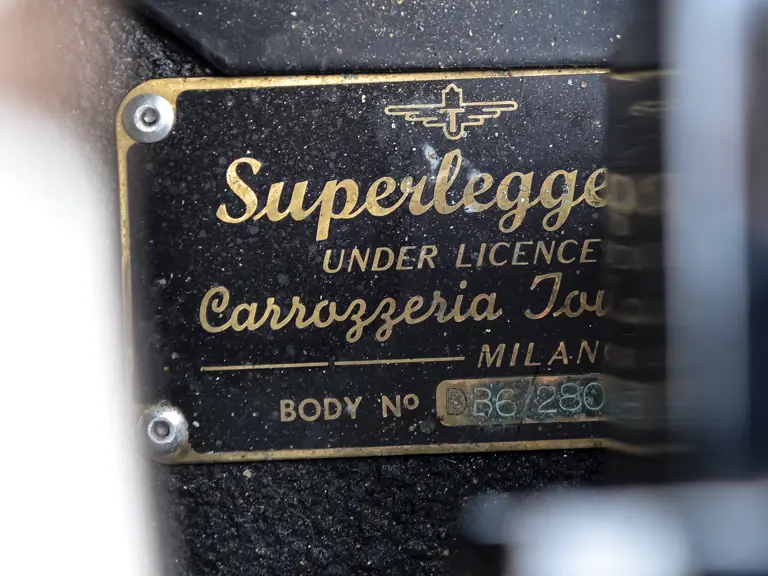 T
Superlegge
UNDER LICENCE
Carrozzeria Tou
MILAN
BODY Nº DB6/280